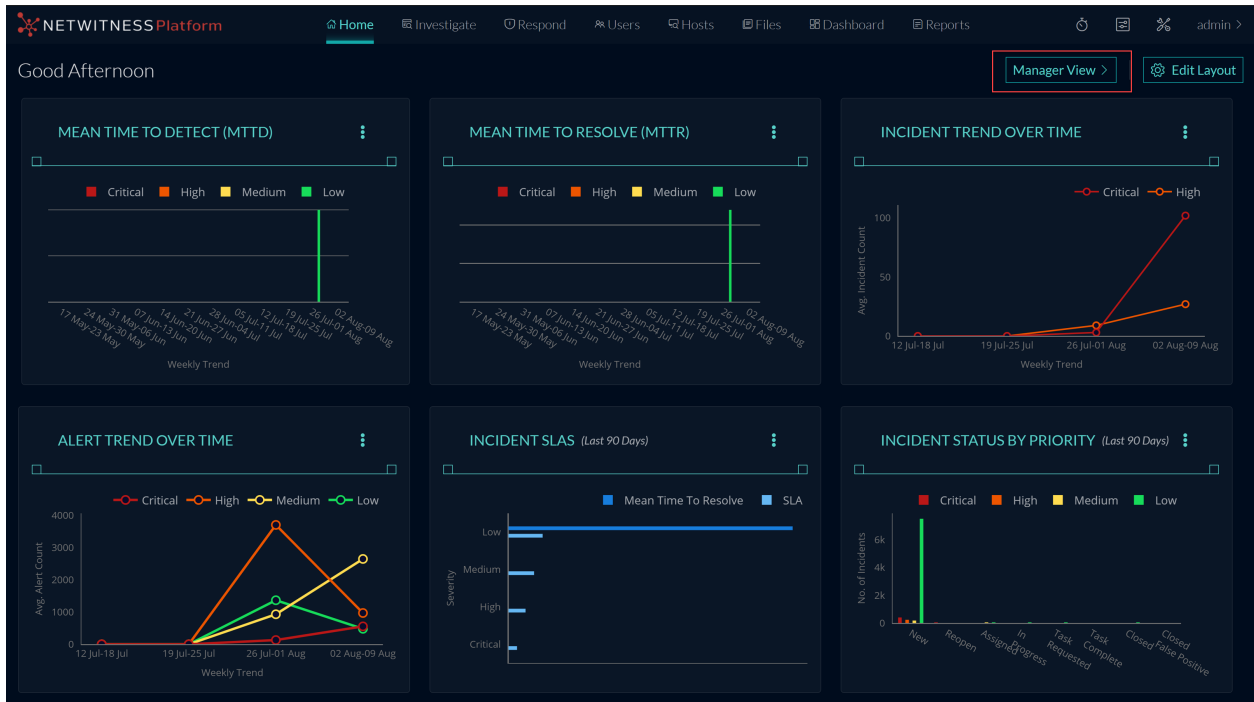 NETWITNESS Platform
Home
Investigate
Respond
Users
Hosts
Files
Dashboard
Reports
admin >
Good Afternoon
Manager View >
Edit Layout
MEAN TIME TO DETECT (MTTD)
Critical High Medium Low
17 May-23 May
24 May-30 May
31 May-06 Jun
07 Jun-13 Jun
14 Jun-20 Jun
21 Jun-27 Jun
28 Jun-04 Jul
05 Jul-11 Jul
12 Jul-18 Jul
19 Jul-25 Jul
26 Jul-01 Aug
02 Aug-09 Aug
Weekly Trend
MEAN TIME TO RESOLVE (MTTR)
Critical High Medium Low
17 May-23 May
24 May-30 May
31 May-06 Jun
07 Jun-13 Jun
14 Jun-20 Jun
21 Jun-27 Jun
28 Jun-04 Jul
05 Jul-11 Jul
12 Jul-18 Jul
19 Jul-25 Jul
26 Jul-01 Aug
02 Aug-09 Aug
Weekly Trend
INCIDENT TREND OVER TIME
Critical High
Avg. Incident Count
100
50
0
12 Jul-18 Jul 19 Jul-25 Jul 26 Jul-01 Aug 02 Aug-09 Aug
Weekly Trend
ALERT TREND OVER TIME
Critical High Medium Low
Avg. Alert Count
4000
3000
2000
1000
0
12 Jul-18 Jul 19 Jul-25 Jul 26 Jul-01 Aug 02 Aug-09 Aug
Weekly Trend
INCIDENT SLAS (Last 90 Days)
Mean Time To Resolve SLA
Severity
Low
Medium
High
Critical
INCIDENT STATUS BY PRIORITY (Last 90 Days)
Critical High Medium Low
No. of Incidents
6k
4k
2k
0
New
Reopen
Assigned
In
Progress
Task
Requested
Task
Complete
Closed
Closed
False Positive